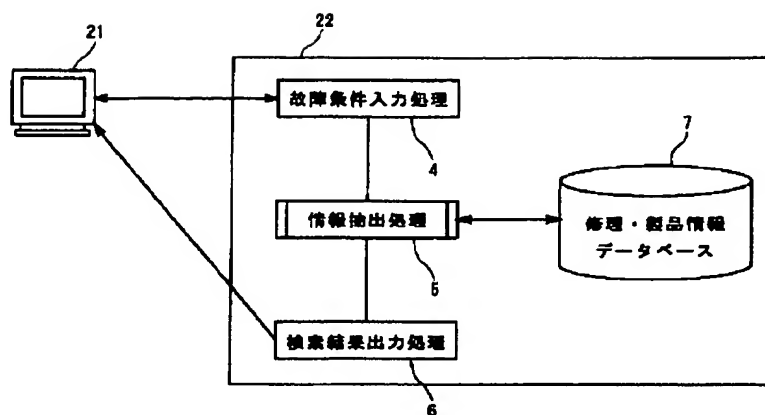 21
22
故障条件入力処理
4
7
情報抽出処理
5
修理・製品情報
データベース
検索結果出力処理
6